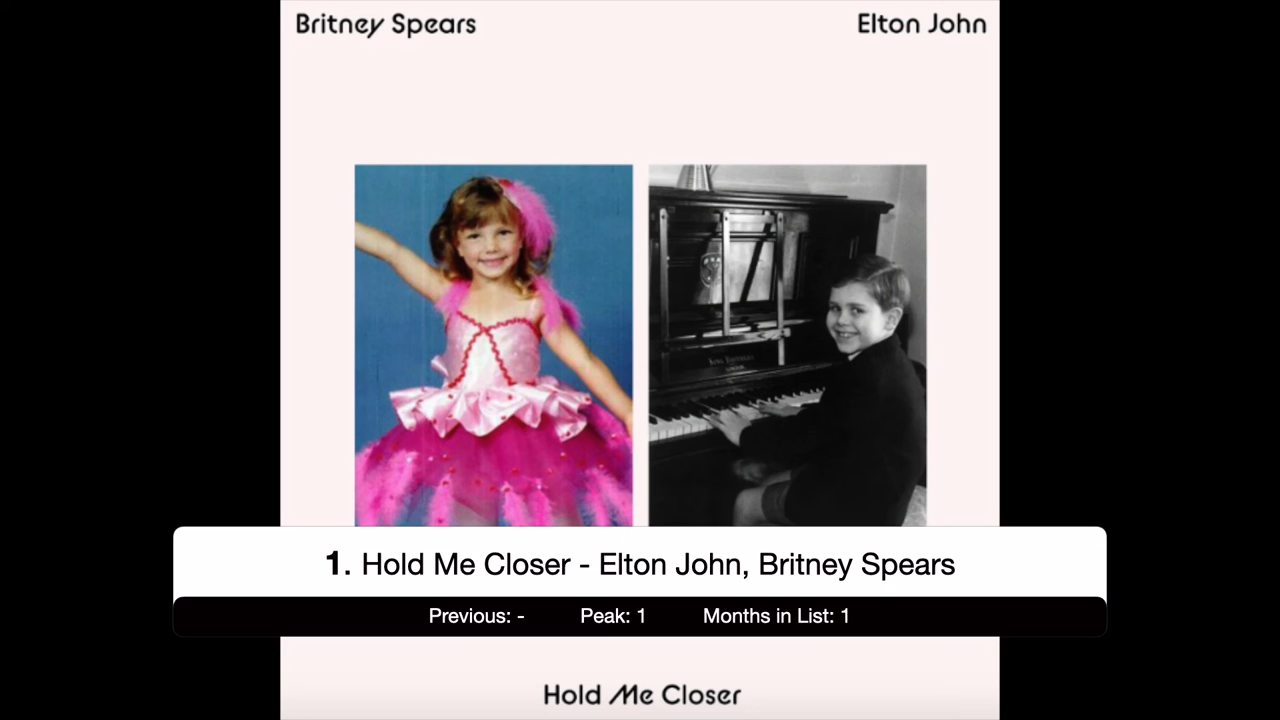 Britney Spears
Elton John
1. Hold Me Closer - Elton John, Britney Spears
Previous: - Peak: 1 Months in List: 1
Hold Me Closer